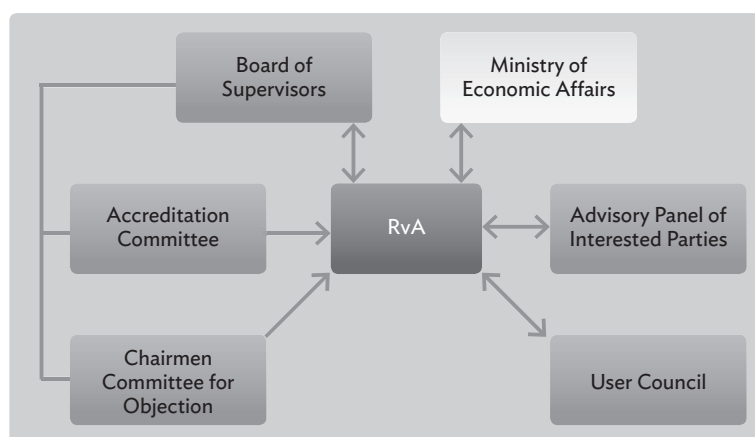 Board of
Supervisors
Ministry of
Economic Affairs
Accreditation
Committee
RvA
Advisory Panel of
Interested Parties
Chairmen
Committee for
Objection
User Council